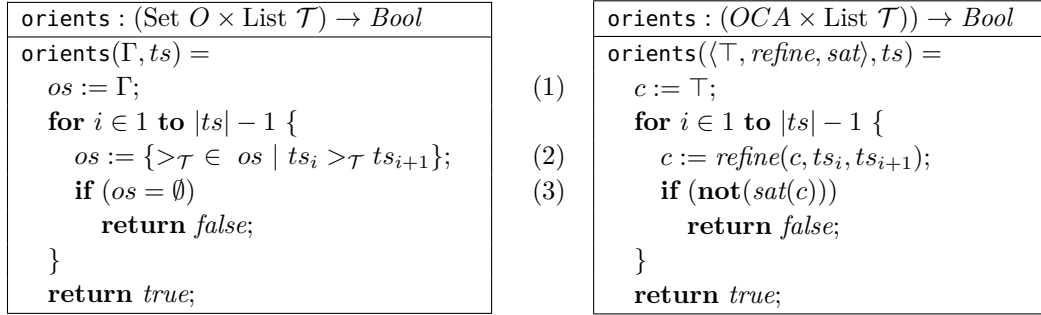 orients : (Set O × List 𝒯) → Bool
orients(Γ, ts) =
os := Γ;
for i ∈ 1 to |ts| − 1 {
os := {>𝒯 ∈ os | tsᵢ >𝒯 tsᵢ₊₁};
if (os = ∅)
return false;
}
return true;
(1)
(2)
(3)
orients : (OCA × List 𝒯)) → Bool
orients(⟨⊤, refine, sat⟩, ts) =
c := ⊤;
for i ∈ 1 to |ts| − 1 {
c := refine(c, tsᵢ, tsᵢ₊₁);
if (not(sat(c)))
return false;
}
return true;